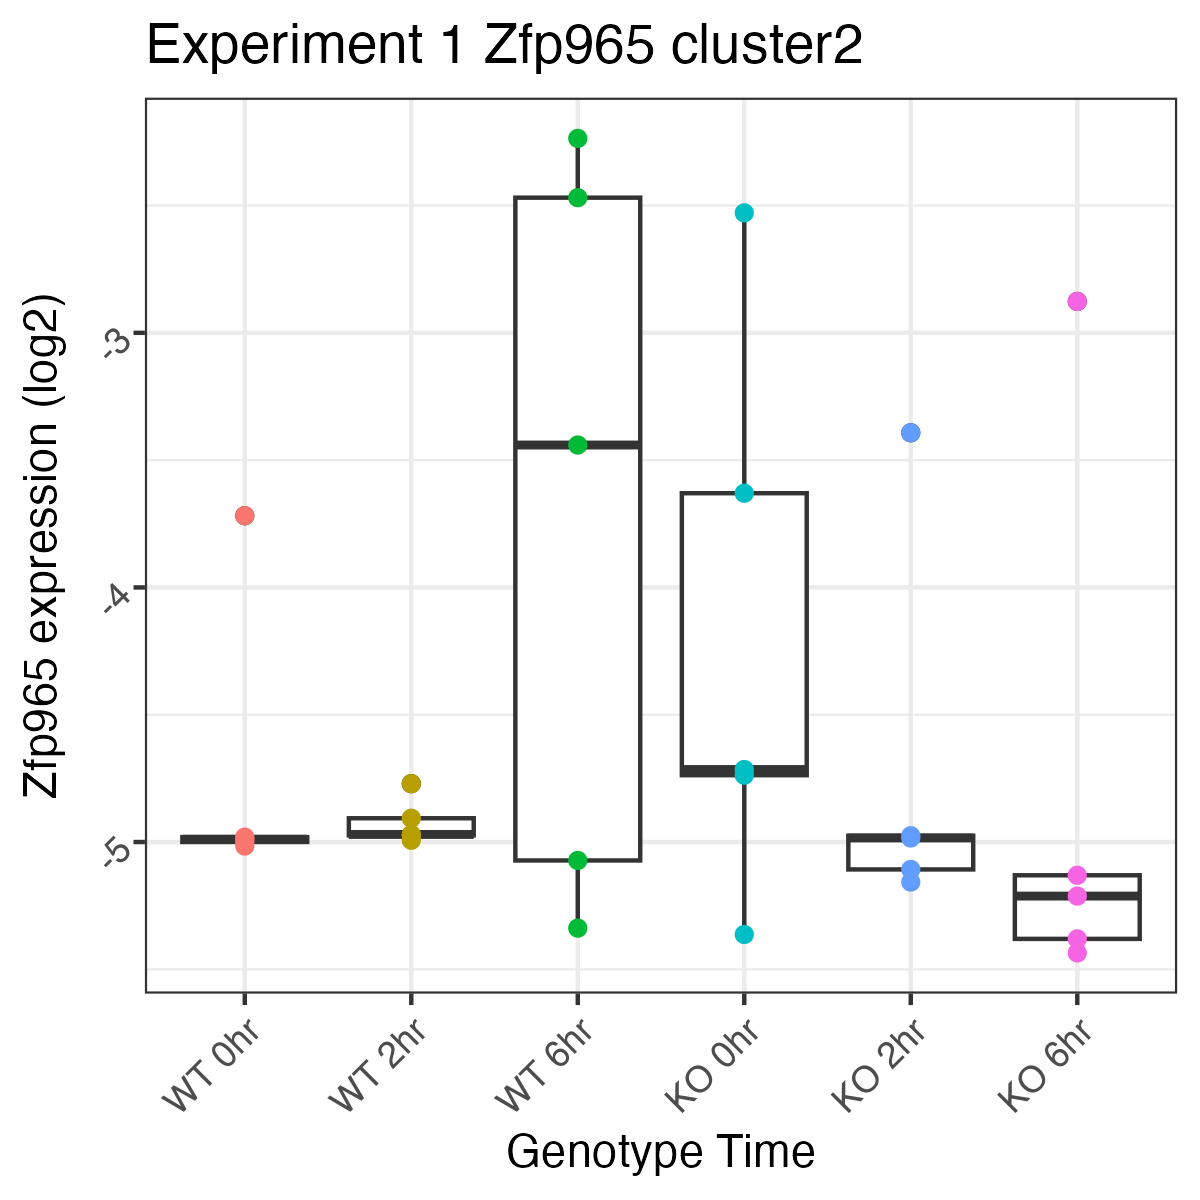 Experiment 1 Zfp965 cluster2
Zfp965 expression (log2)
-3
-4
-5
WT 0hr
WT 2hr
WT 6hr
KO 0hr
KO 2hr
KO 6hr
Genotype Time